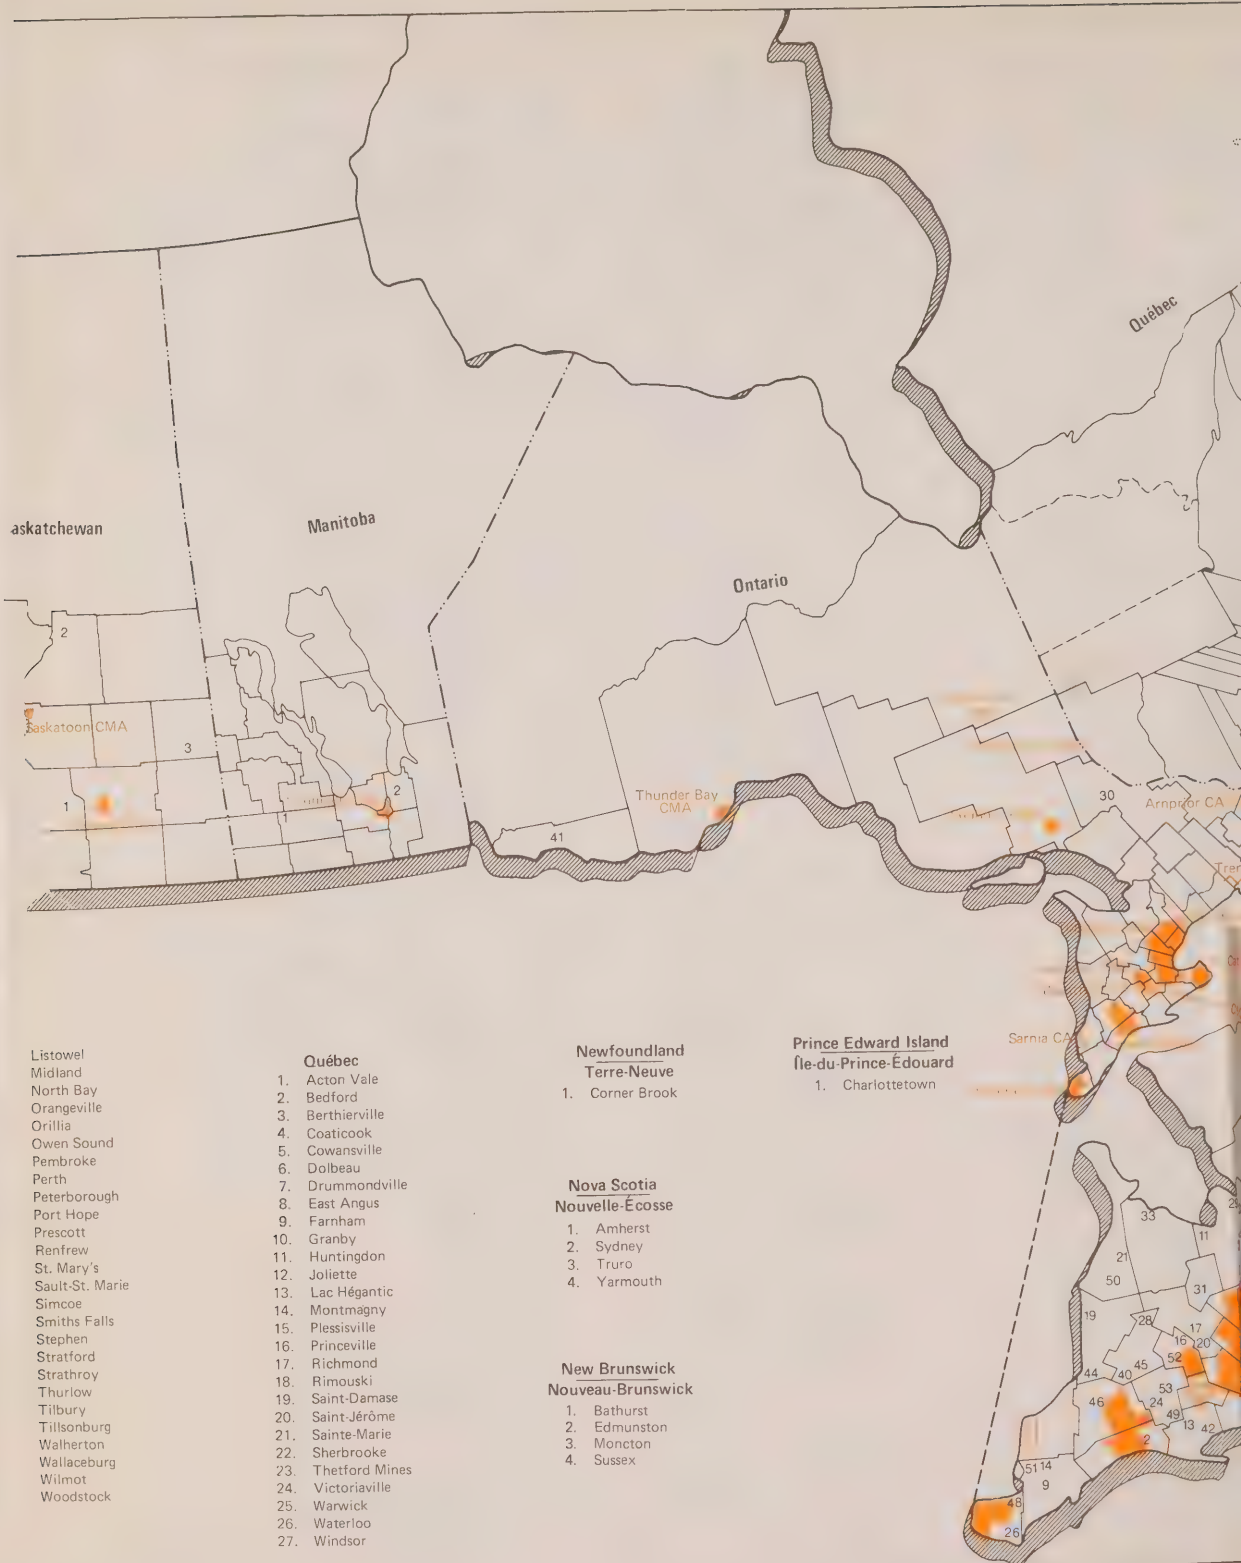 Québec
askatchewan
Manitoba
Ontario
2
Saskatoon CMA
3
1
2
1
Thunder Bay
CMA
41
30
Arnprior CA
Tren
Sarnia CA
33
2
11
21
50
31
19
28
17
16
20
52
44
40
45
53
46
24
49
13
42
2
51
14
9
48
26
Listowel
Midland
North Bay
Orangeville
Orillia
Owen Sound
Pembroke
Perth
Peterborough
Port Hope
Prescott
Renfrew
St. Mary's
Sault-St. Marie
Simcoe
Smiths Falls
Stephen
Stratford
Strathroy
Thurlow
Tilbury
Tillsonburg
Walherton
Wallaceburg
Wilmot
Woodstock
Québec
1. Acton Vale
2. Bedford
3. Berthierville
4. Coaticook
5. Cowansville
6. Dolbeau
7. Drummondville
8. East Angus
9. Farnham
10. Granby
11. Huntingdon
12. Joliette
13. Lac Hégantic
14. Montmagny
15. Plessisville
16. Princeville
17. Richmond
18. Rimouski
19. Saint-Damase
20. Saint-Jérôme
21. Sainte-Marie
22. Sherbrooke
23. Thetford Mines
24. Victoriaville
25. Warwick
26. Waterloo
27. Windsor
Newfoundland
Terre-Neuve
1. Corner Brook
Nova Scotia
Nouvelle-Écosse
1. Amherst
2. Sydney
3. Truro
4. Yarmouth
New Brunswick
Nouveau-Brunswick
1. Bathurst
2. Edmunston
3. Moncton
4. Sussex
Prince Edward Island
Île-du-Prince-Édouard
1. Charlottetown